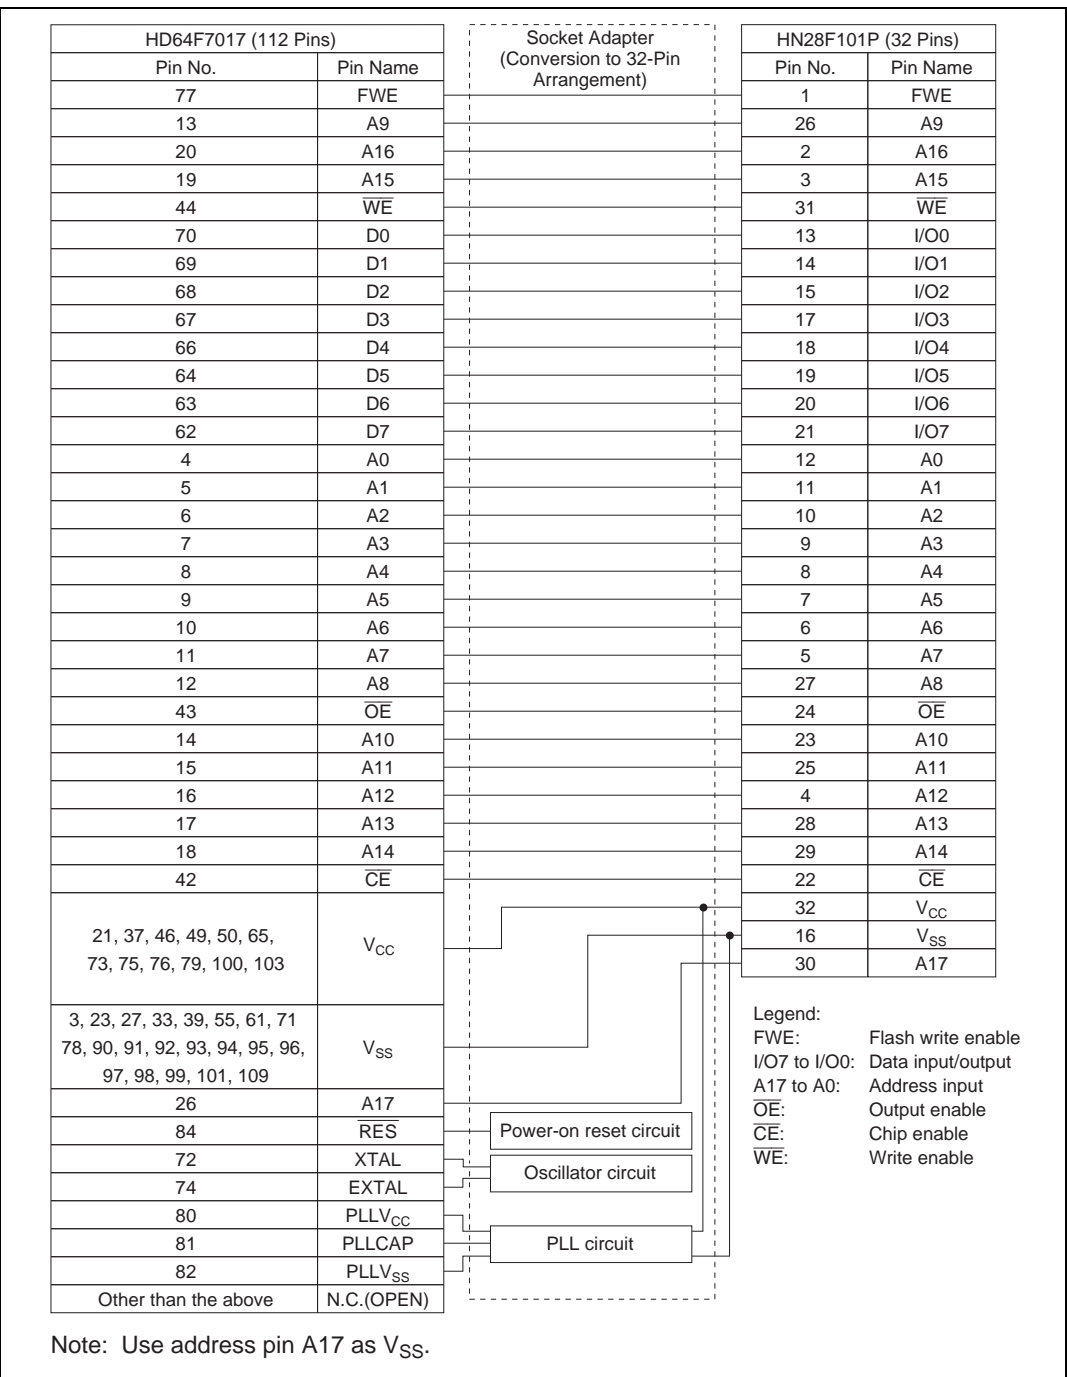 HD64F7017 (112 Pins)
Socket Adapter
(Conversion to 32-Pin
Arrangement)
HN28F101P (32 Pins)
Pin No. Pin Name Pin No. Pin Name
77 FWE 1 FWE
13 A9 26 A9
20 A16 2 A16
19 A15 3 A15
44 W̅E̅ 31 W̅E̅
70 D0 13 I/O0
69 D1 14 I/O1
68 D2 15 I/O2
67 D3 17 I/O3
66 D4 18 I/O4
64 D5 19 I/O5
63 D6 20 I/O6
62 D7 21 I/O7
4 A0 12 A0
5 A1 11 A1
6 A2 10 A2
7 A3 9 A3
8 A4 8 A4
9 A5 7 A5
10 A6 6 A6
11 A7 5 A7
12 A8 27 A8
43 O̅E̅ 24 O̅E̅
14 A10 23 A10
15 A11 25 A11
16 A12 4 A12
17 A13 28 A13
18 A14 29 A14
42 C̅E̅ 22 C̅E̅
32 VCC
16 VSS
30 A17
21, 37, 46, 49, 50, 65,
73, 75, 76, 79, 100, 103
VCC
3, 23, 27, 33, 39, 55, 61, 71
78, 90, 91, 92, 93, 94, 95, 96,
97, 98, 99, 101, 109
VSS
26 A17
84 R̅E̅S̅ Power-on reset circuit
72 XTAL
Oscillator circuit
74 EXTAL
80 PLLVCC
81 PLLCAP PLL circuit
82 PLLVSS
Other than the above N.C.(OPEN)
Legend:
FWE: Flash write enable
I/O7 to I/O0: Data input/output
A17 to A0: Address input
O̅E̅: Output enable
C̅E̅: Chip enable
W̅E̅: Write enable
Note: Use address pin A17 as VSS.